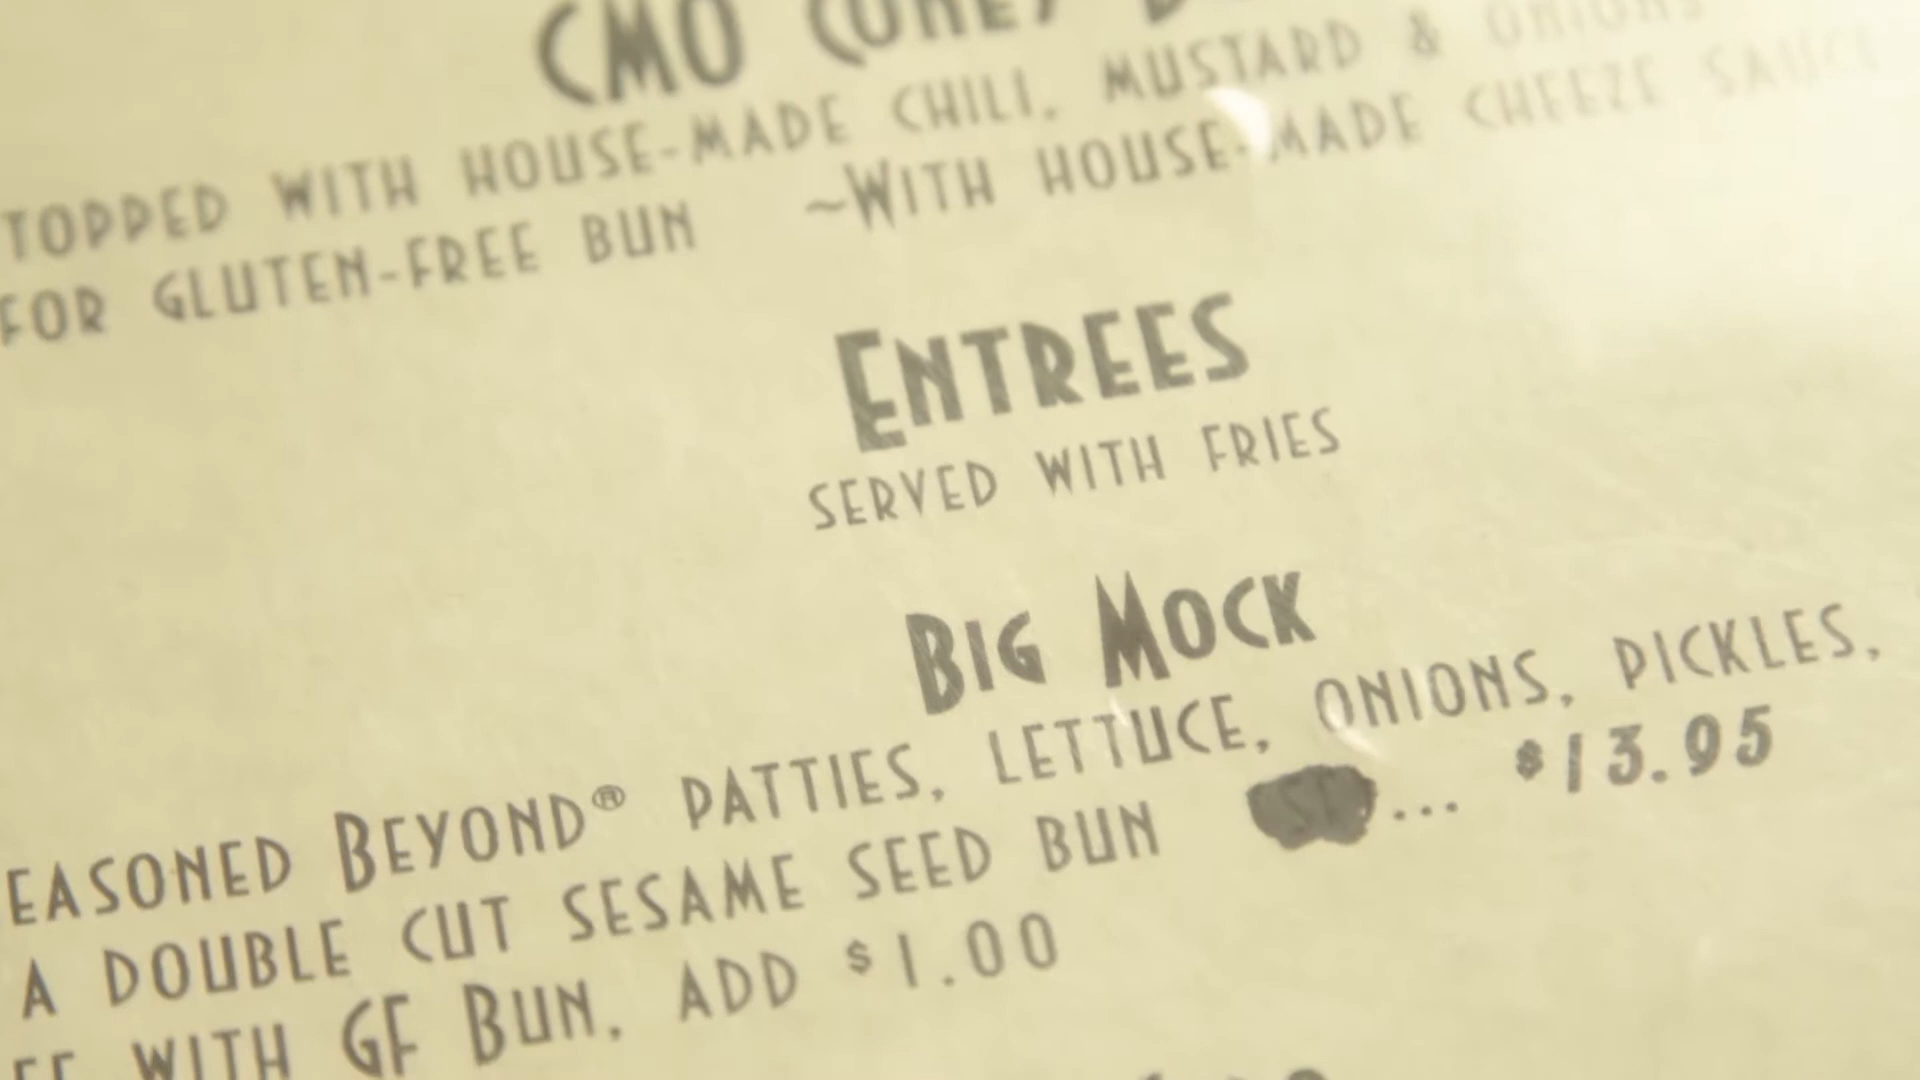 CMO CONEY
TOPPED WITH HOUSE-MADE CHILI, MUSTARD & ONIONS
FOR GLUTEN-FREE BUN ~WITH HOUSE-MADE CHEEZE SAUCE
ENTREES
SERVED WITH FRIES
BIG MOCK
EASONED BEYOND® PATTIES, LETTUCE, ONIONS, PICKLES,
A DOUBLE CUT SESAME SEED BUN ... $13.95
WITH GF BUN, ADD $1.00